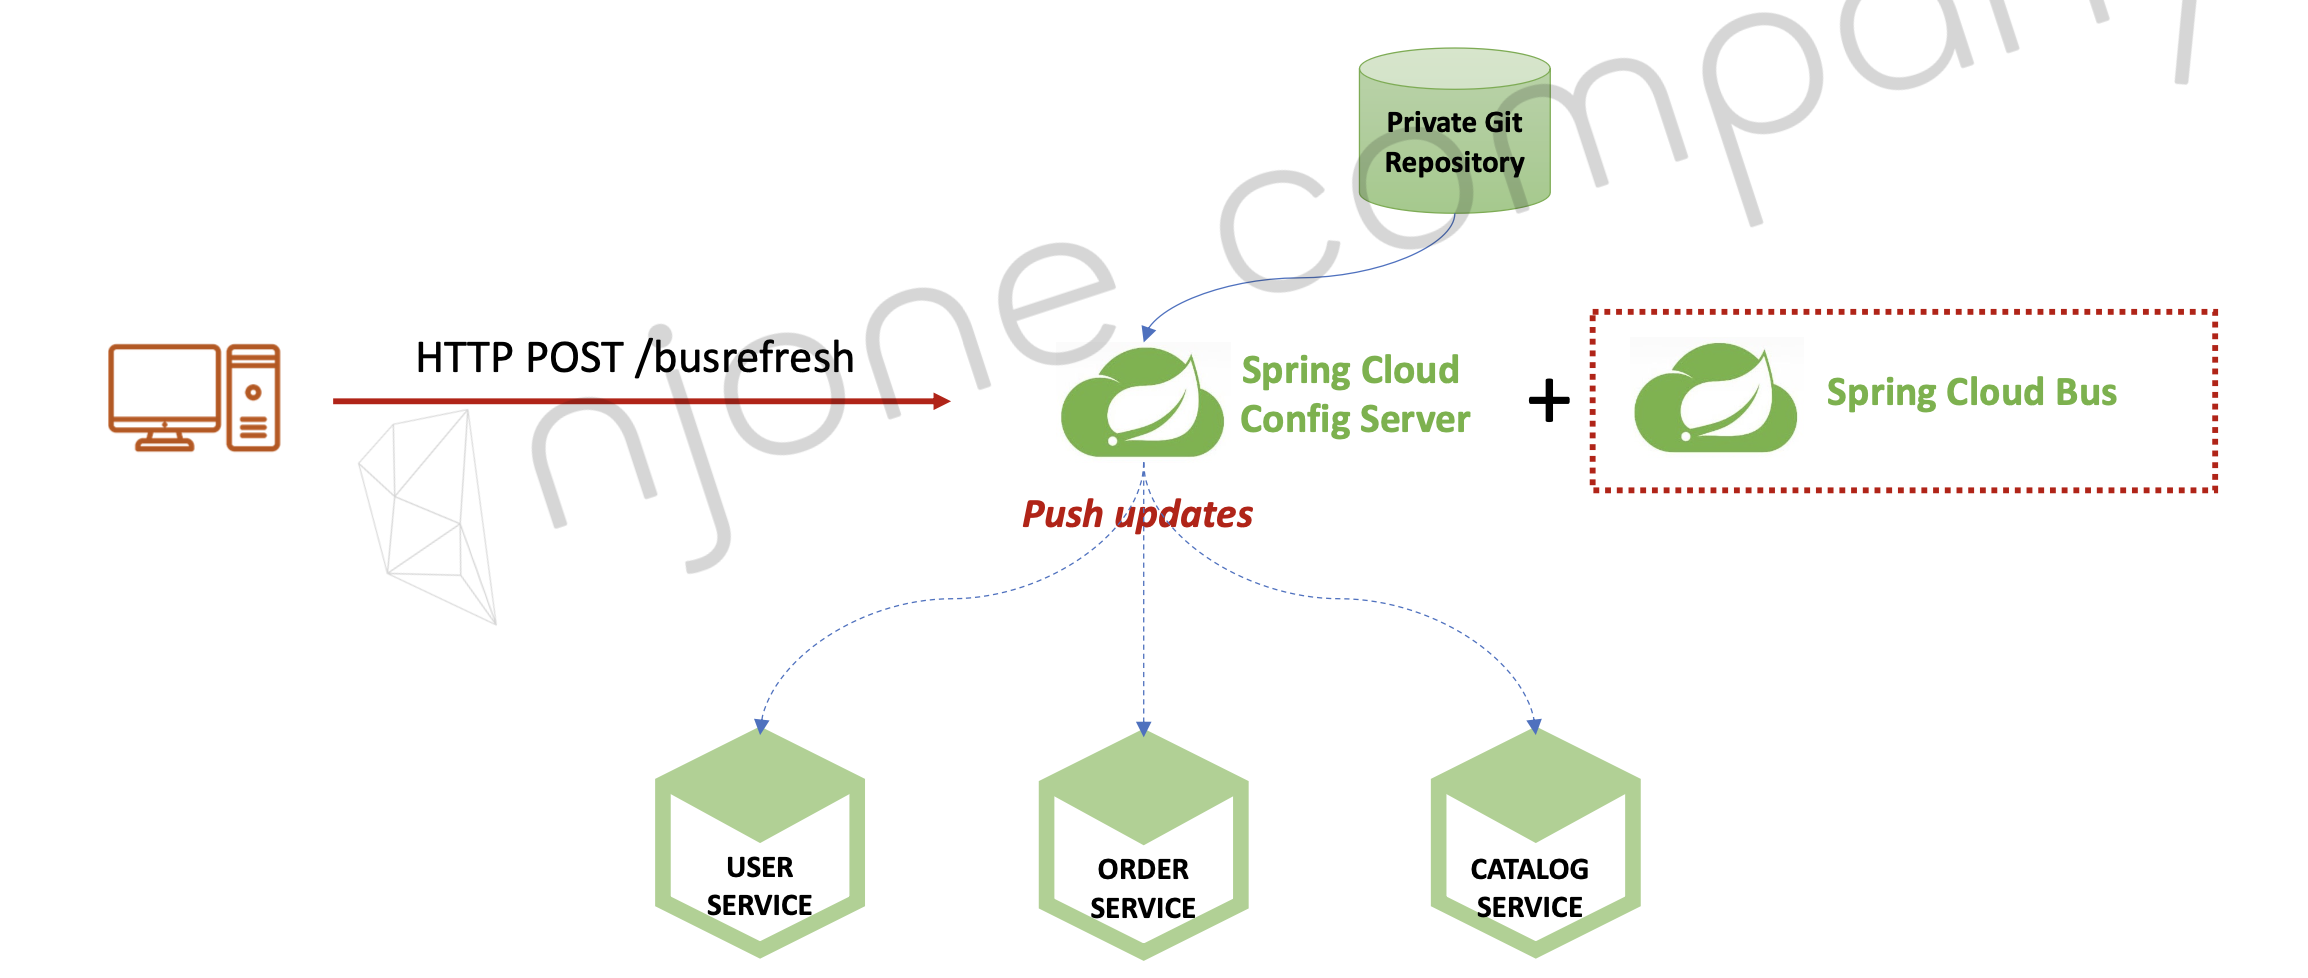 Private Git
Repository
HTTP POST /busrefresh
Spring Cloud
Config Server
+
Spring Cloud Bus
Push updates
USER
SERVICE
ORDER
SERVICE
CATALOG
SERVICE
njone company